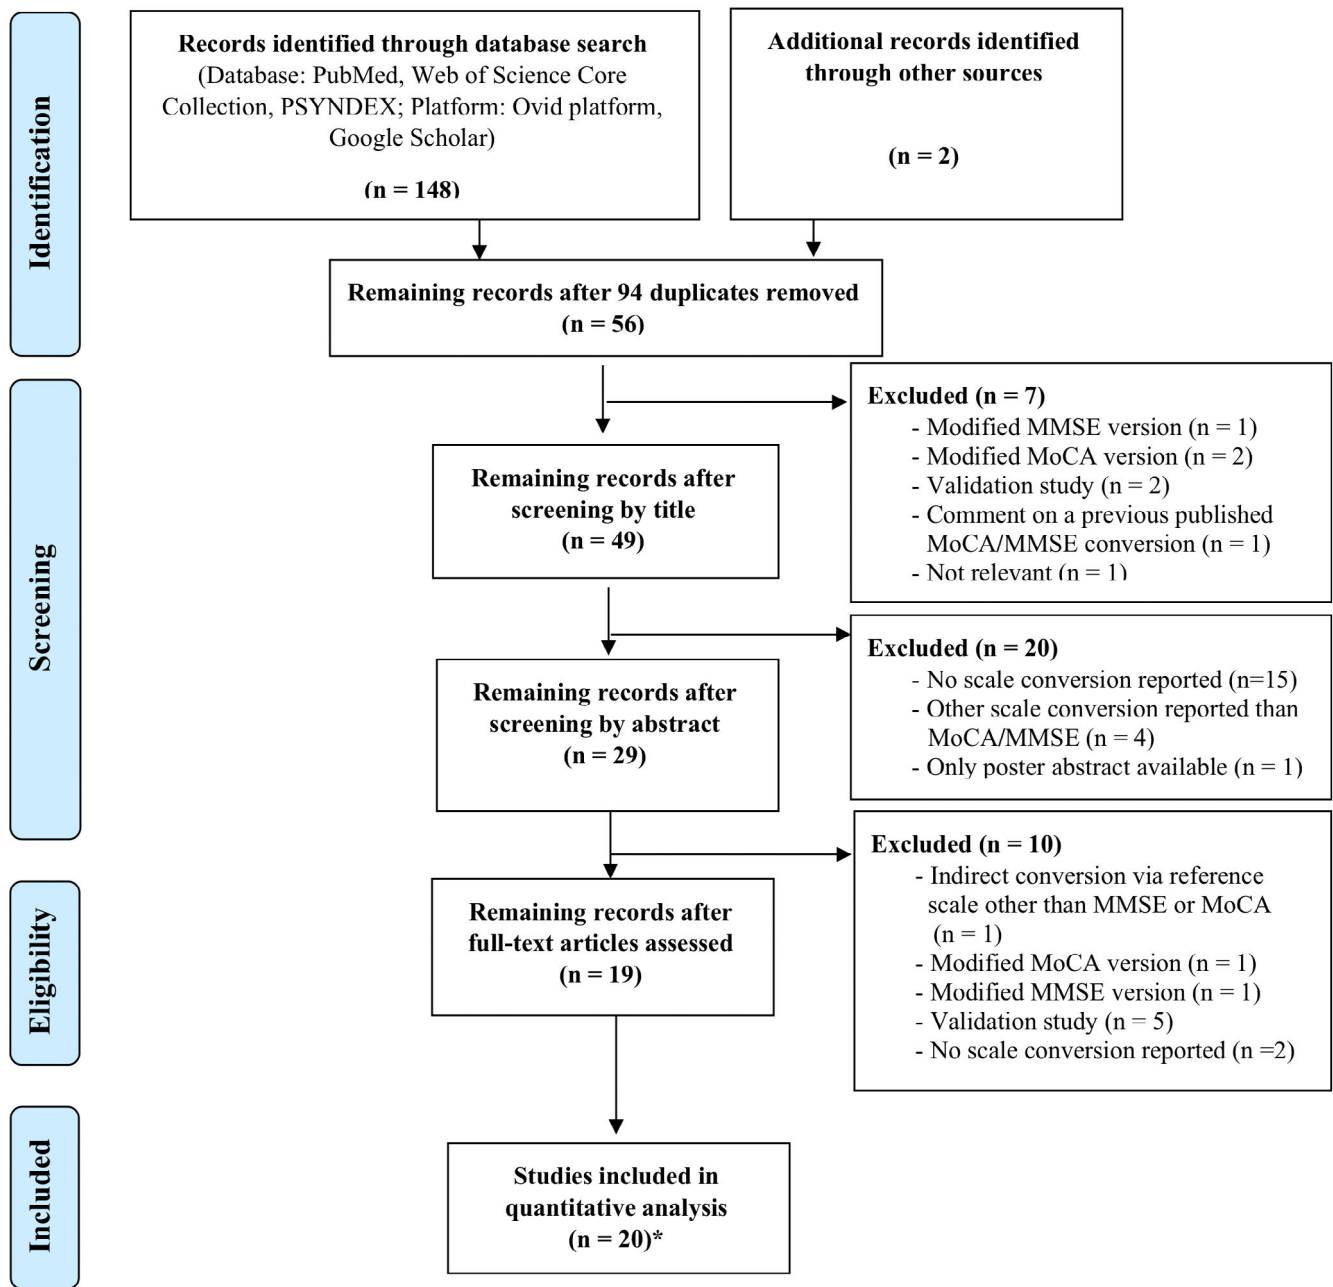 Identification
Records identified through database search
(Database: PubMed, Web of Science Core
Collection, PSYNDEX; Platform: Ovid platform,
Google Scholar)
(n = 148)
Additional records identified
through other sources
(n = 2)
Remaining records after 94 duplicates removed
(n = 56)
Screening
Excluded (n = 7)
- Modified MMSE version (n = 1)
- Modified MoCA version (n = 2)
- Validation study (n = 2)
- Comment on a previous published
MoCA/MMSE conversion (n = 1)
- Not relevant (n = 1)
Remaining records after
screening by title
(n = 49)
Excluded (n = 20)
- No scale conversion reported (n=15)
- Other scale conversion reported than
MoCA/MMSE (n = 4)
- Only poster abstract available (n = 1)
Remaining records after
screening by abstract
(n = 29)
Excluded (n = 10)
- Indirect conversion via reference
scale other than MMSE or MoCA
(n = 1)
- Modified MoCA version (n = 1)
- Modified MMSE version (n = 1)
- Validation study (n = 5)
- No scale conversion reported (n =2)
Eligibility
Remaining records after
full-text articles assessed
(n = 19)
Included
Studies included in
quantitative analysis
(n = 20)*